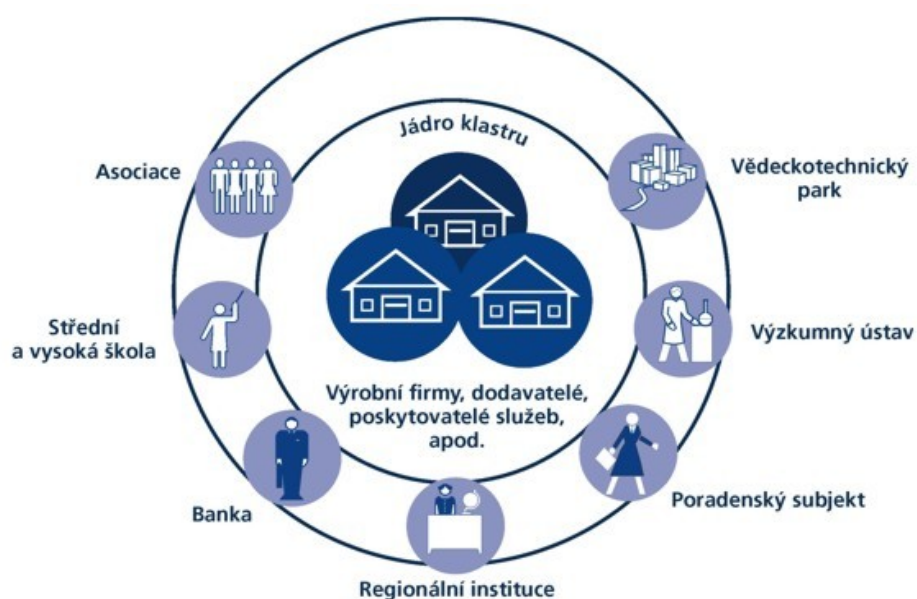 Jádro klastru
Asociace
Vědeckotechnický
park
Střední
a vysoká škola
Výzkumný ústav
Výrobní firmy, dodavatelé,
poskytovatelé služeb,
apod.
Banka
Poradenský subjekt
Regionální instituce